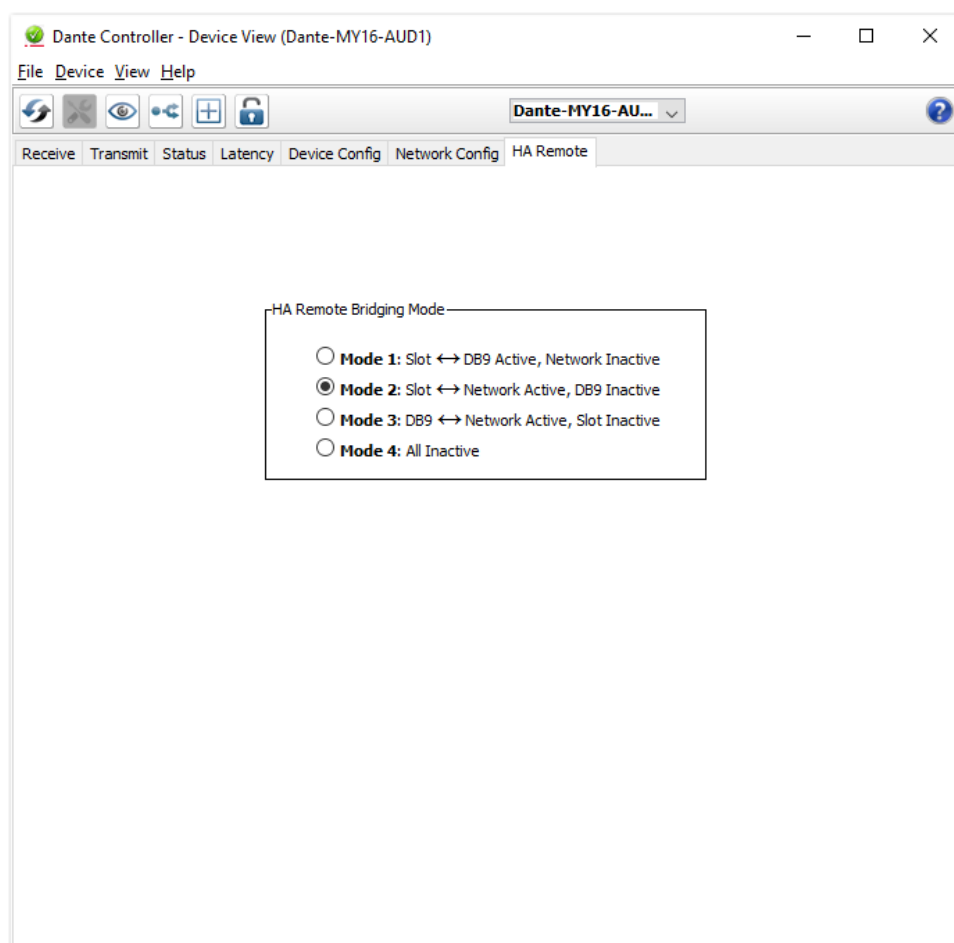 Dante Controller - Device View (Dante-MY16-AUD1)
File Device View Help
Dante-MY16-AU... ?
Receive Transmit Status Latency Device Config Network Config HA Remote
HA Remote Bridging Mode
Mode 1: Slot ↔ DB9 Active, Network Inactive
Mode 2: Slot ↔ Network Active, DB9 Inactive
Mode 3: DB9 ↔ Network Active, Slot Inactive
Mode 4: All Inactive